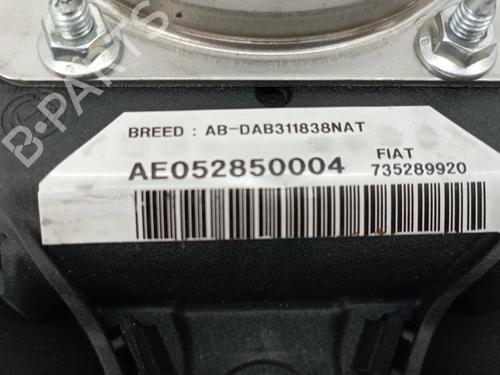 B-PARTS
BREED : AB-DAB311838NAT
AE052850004
FIAT
735289920